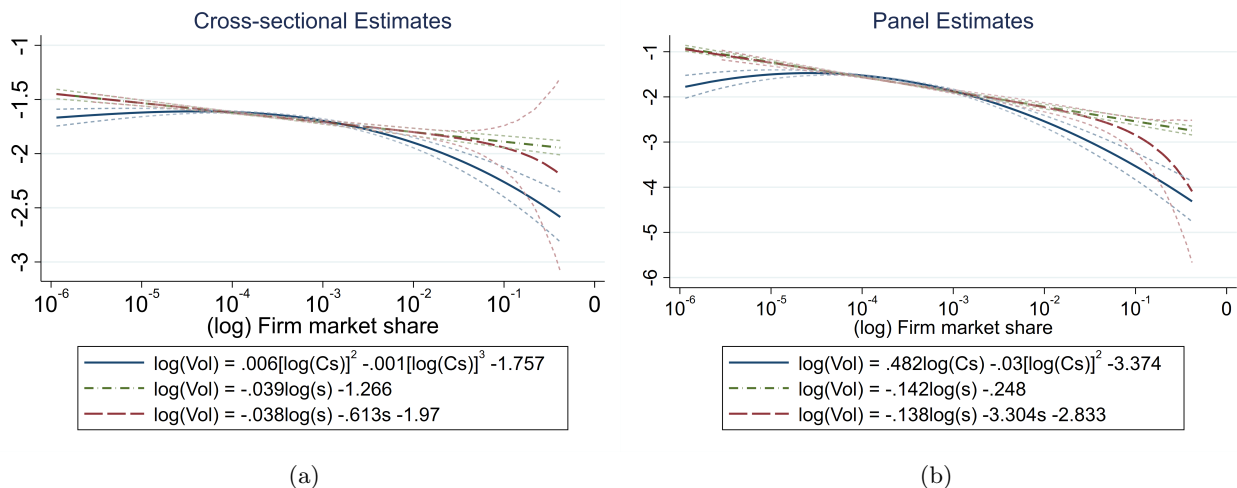 Cross-sectional Estimates
-1
-1.5
-2
-2.5
-3
10^-6 10^-5 10^-4 10^-3 10^-2 10^-1 0
(log) Firm market share
log(Vol) = .006[log(Cs)]^2 -.001[log(Cs)]^3 -1.757
log(Vol) = -.039log(s) -1.266
log(Vol) = -.038log(s) -.613s -1.97
(a)
Panel Estimates
-1
-2
-3
-4
-5
-6
10^-6 10^-5 10^-4 10^-3 10^-2 10^-1 0
(log) Firm market share
log(Vol) = .482log(Cs) -.03[log(Cs)]^2 -3.374
log(Vol) = -.142log(s) -.248
log(Vol) = -.138log(s) -3.304s -2.833
(b)